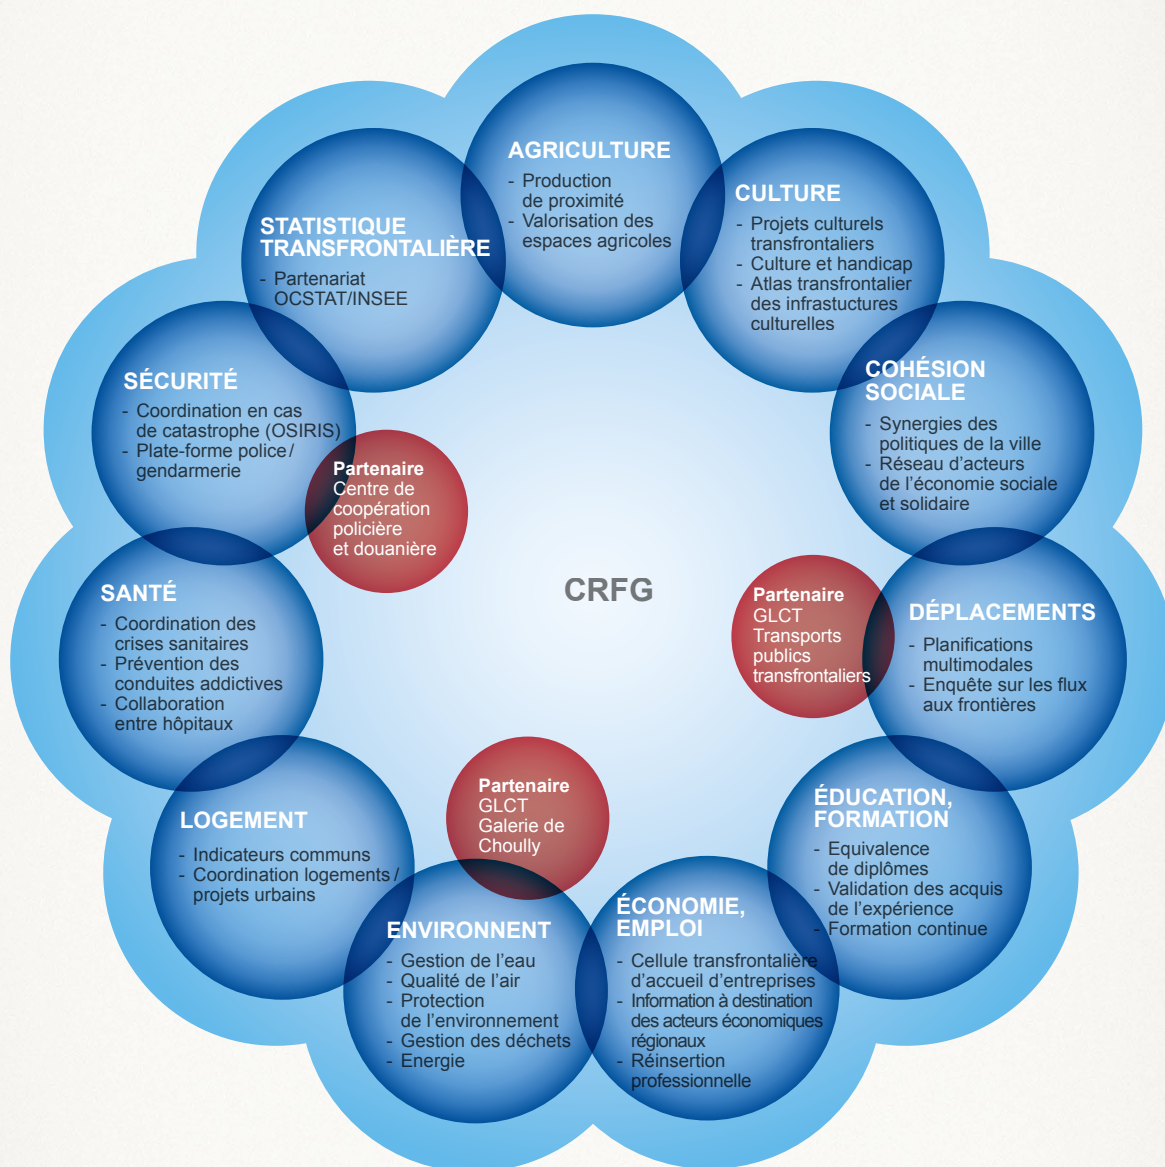 AGRICULTURE
- Production
de proximité
- Valorisation des
espaces agricoles
CULTURE
- Projets culturels
transfrontaliers
- Culture et handicap
- Atlas transfrontalier
des infrastuctures
culturelles
COHÉSION
SOCIALE
- Synergies des
politiques de la ville
- Réseau d'acteurs
de l'économie sociale
et solidaire
DÉPLACEMENTS
- Planifications
multimodales
- Enquête sur les flux
aux frontières
Partenaire
GLCT
Transports
publics
transfrontaliers
ÉDUCATION,
FORMATION
- Equivalence
de diplômes
- Validation des acquis
de l'expérience
- Formation continue
ÉCONOMIE,
EMPLOI
- Cellule transfrontalière
d'accueil d'entreprises
- Information à destination
des acteurs économiques
régionaux
- Réinsertion
professionnelle
ENVIRONNENT
- Gestion de l'eau
- Qualité de l'air
- Protection
de l'environnement
- Gestion des déchets
- Energie
Partenaire
GLCT
Galerie de
Choully
LOGEMENT
- Indicateurs communs
- Coordination logements /
projets urbains
SANTÉ
- Coordination des
crises sanitaires
- Prévention des
conduites addictives
- Collaboration
entre hôpitaux
SÉCURITÉ
- Coordination en cas
de catastrophe (OSIRIS)
- Plate-forme police /
gendarmerie
Partenaire
Centre de
coopération
policière
et douanière
STATISTIQUE
TRANSFRONTALIÈRE
- Partenariat
OCSTAT/INSEE
CRFG